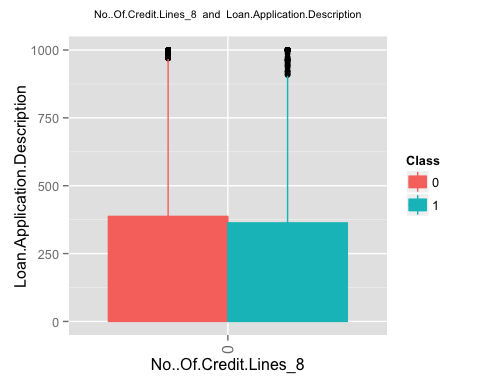 No..Of.Credit.Lines_8 and Loan.Application.Description
1000
750
500
250
0
Loan.Application.Description
0
No..Of.Credit.Lines_8
Class
0
1